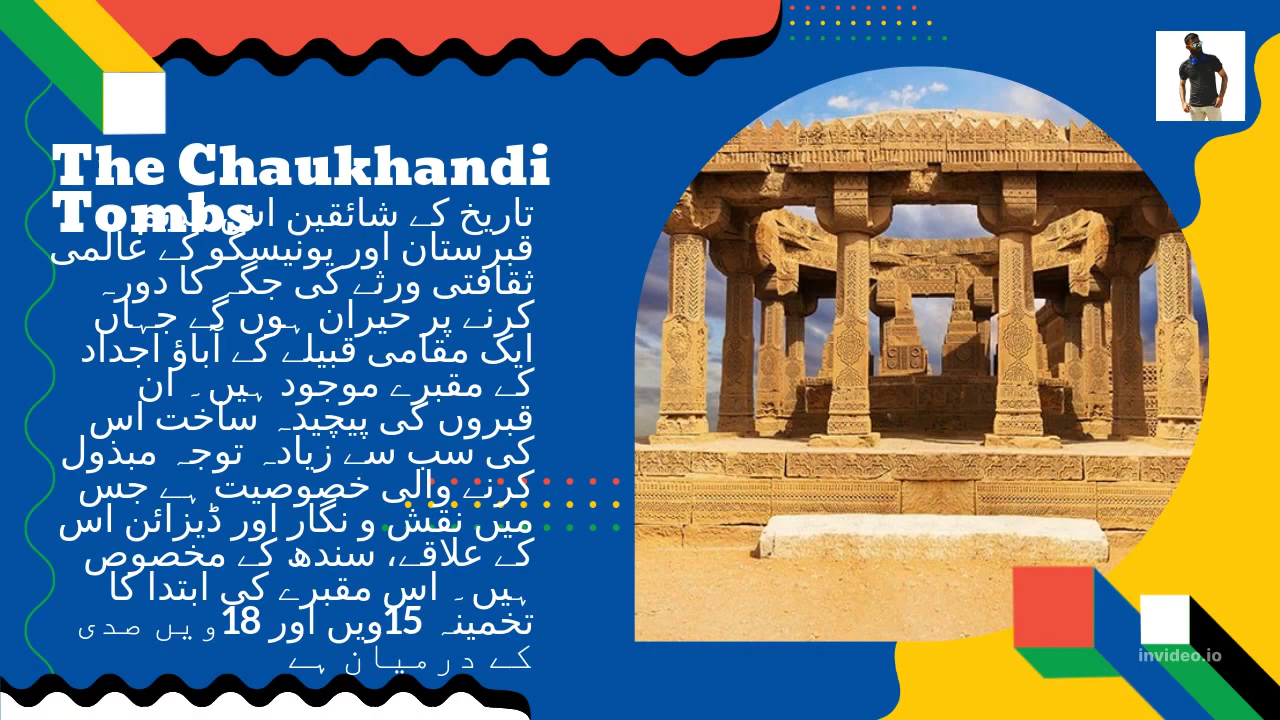 The Chaukhandi
Tombs
تاریخ کے شائقین اس
قبرستان اور یونیسکو کے عالمی
ثقافتی ورثے کی جگہ کا دورہ
کرنے پر حیران ہوں گے جہاں
ایک مقامی قبیلے کے آباؤ اجداد
کے مقبرے موجود ہیں۔ ان
قبروں کی پیچیدہ ساخت اس
کی سب سے زیادہ توجہ مبذول
کرنے والی خصوصیت ہے جس
میں نقش و نگار اور ڈیزائن اس
کے علاقے، سندھ کے مخصوص
ہیں۔ اس مقبرے کی ابتدا کا
تخمینہ 15ویں اور 18ویں صدی
کے درمیان ہے
invideo.io